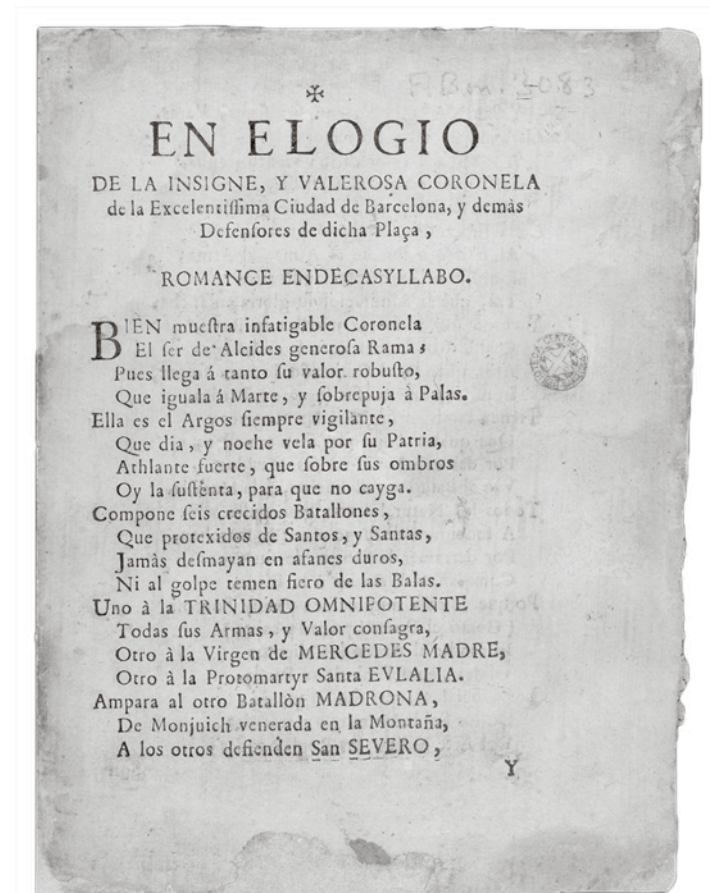 F.Bon. 3083
✠
EN ELOGIO
DE LA INSIGNE, Y VALEROSA CORONELA
de la Excelentiſſima Ciudad de Barcelona, y demàs
Defenſores de dicha Plaça,
ROMANCE ENDECASYLLABO.
BIEN mueſtra infatigable Coronela
El ſer de Alcides generoſa Rama;
Pues llega á tanto ſu valor robuſto,
Que iguala á Marte, y ſobrepuja à Palas.
Ella es el Argos ſiempre vigilante,
Que dia, y noche vela por ſu Patria,
Athlante fuerte, que ſobre ſus ombros
Oy la ſuſtenta, para que no cayga.
Compone ſeis crecidos Batallones,
Que protexidos de Santos, y Santas,
Jamàs deſmayan en afanes duros,
Ni al golpe temen fiero de las Balas.
Uno à la TRINIDAD OMNIPOTENTE
Todas ſus Armas, y Valor conſagra,
Otro à la Virgen de MERCEDES MADRE,
Otro à la Protomartyr Santa EVLALIA.
Ampara al otro Batallòn MADRONA,
De Monjuich venerada en la Montaña,
A los otros defienden San SEVERO,
Y